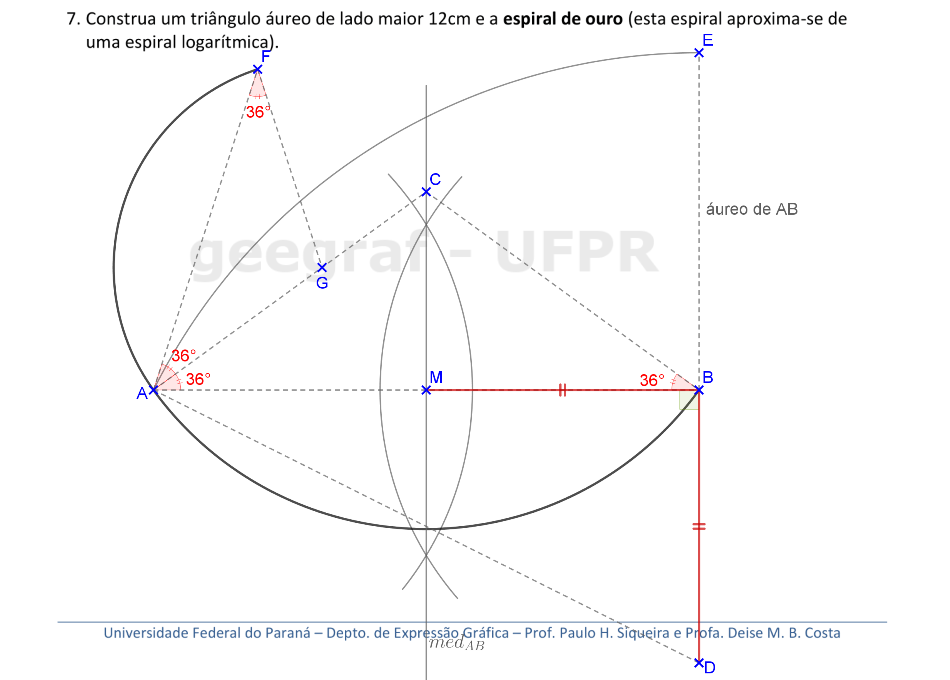 7. Construa um triângulo áureo de lado maior 12cm e a espiral de ouro (esta espiral aproxima-se de
uma espiral logarítmica).
E
F
36°
C
áureo de AB
geegraf - UFPR
G
36°
36°
A
M
36°
B
Universidade Federal do Paraná – Depto. de Expressão Gráfica – Prof. Paulo H. Siqueira e Profa. Deise M. B. Costa
med_AB
D